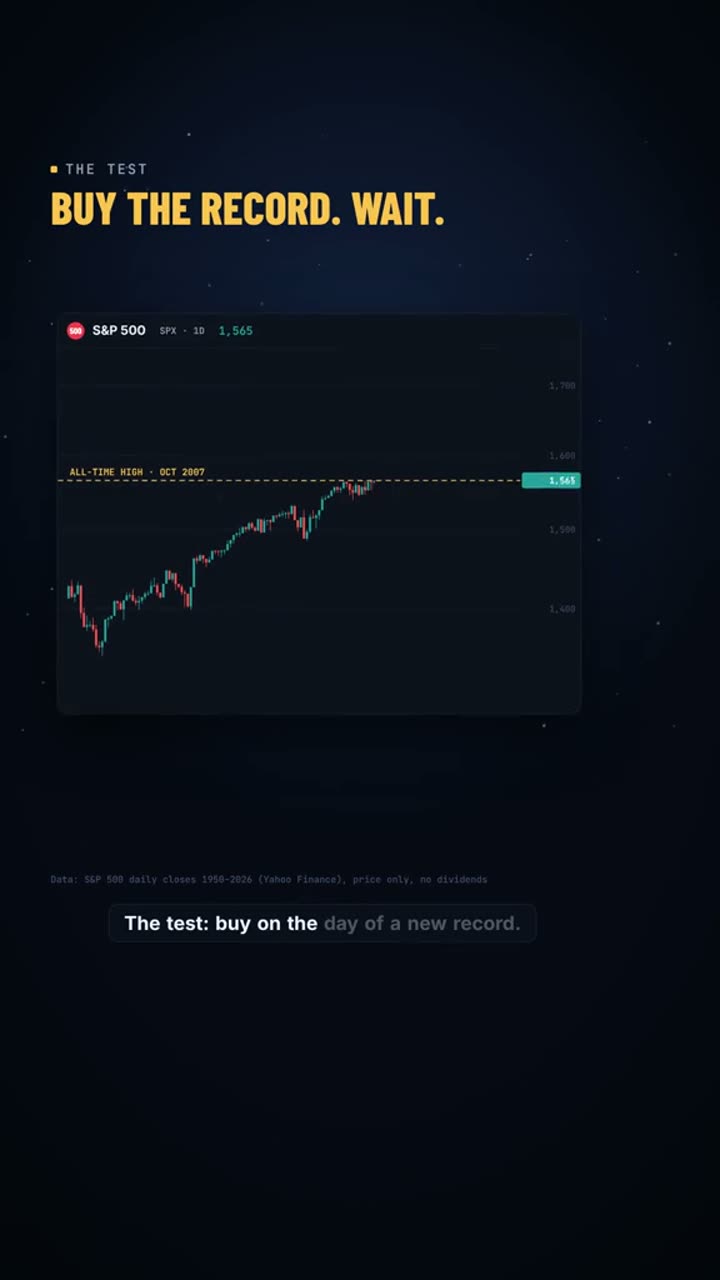 THE TEST
BUY THE RECORD. WAIT.
500 S&P 500 SPX · 1D 1,565
1,700
1,600
ALL-TIME HIGH · OCT 2007
1,565
1,500
1,400
Data: S&P 500 daily closes 1950–2026 (Yahoo Finance), price only, no dividends
The test: buy on the day of a new record.